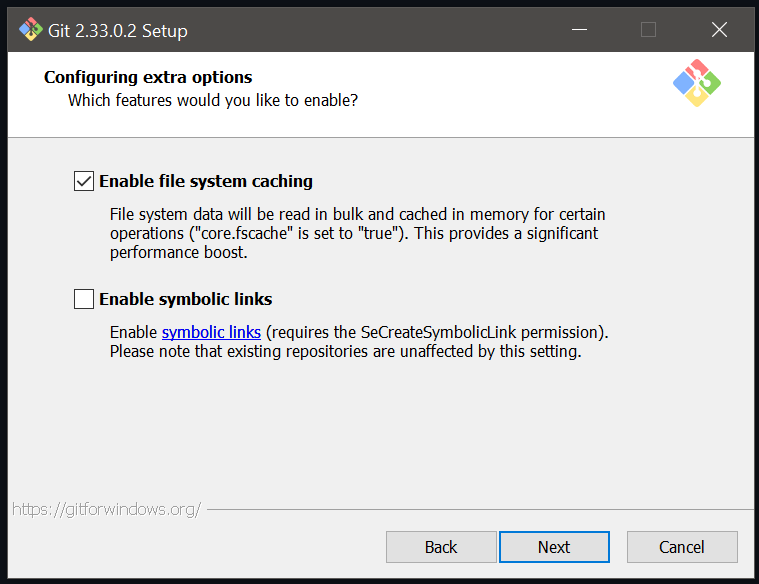 Git 2.33.0.2 Setup
Configuring extra options
Which features would you like to enable?
Enable file system caching
File system data will be read in bulk and cached in memory for certain
operations ("core.fscache" is set to "true"). This provides a significant
performance boost.
Enable symbolic links
Enable symbolic links (requires the SeCreateSymbolicLink permission).
Please note that existing repositories are unaffected by this setting.
https://gitforwindows.org/
Back Next Cancel